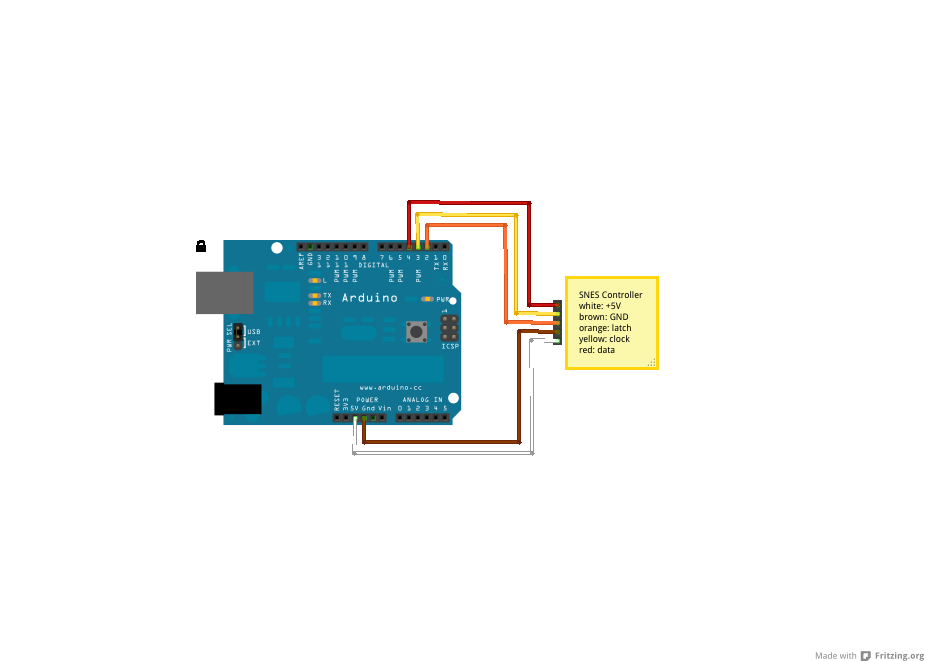 AREF
GND
13
12
11
10
9
8
7
6
5
4
3
2
1
0
PWM
PWM
PWM
PWM
PWM
PWM
TX
RX
DIGITAL
L
TX
RX
Arduino
PWR
1
PWR SEL
USB
EXT
ICSP
www.arduino.cc
POWER
ANALOG IN
RESET
3V3
5V Gnd Vin
0 1 2 3 4 5
SNES Controller
white: +5V
brown: GND
orange: latch
yellow: clock
red: data
Made with Fritzing.org